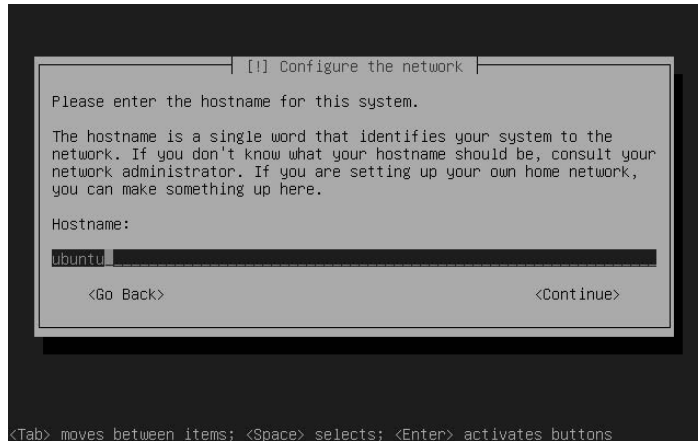 [!] Configure the network
Please enter the hostname for this system.
The hostname is a single word that identifies your system to the
network. If you don't know what your hostname should be, consult your
network administrator. If you are setting up your own home network,
you can make something up here.
Hostname:
ubuntu
<Go Back> <Continue>
<Tab> moves between items; <Space> selects; <Enter> activates buttons